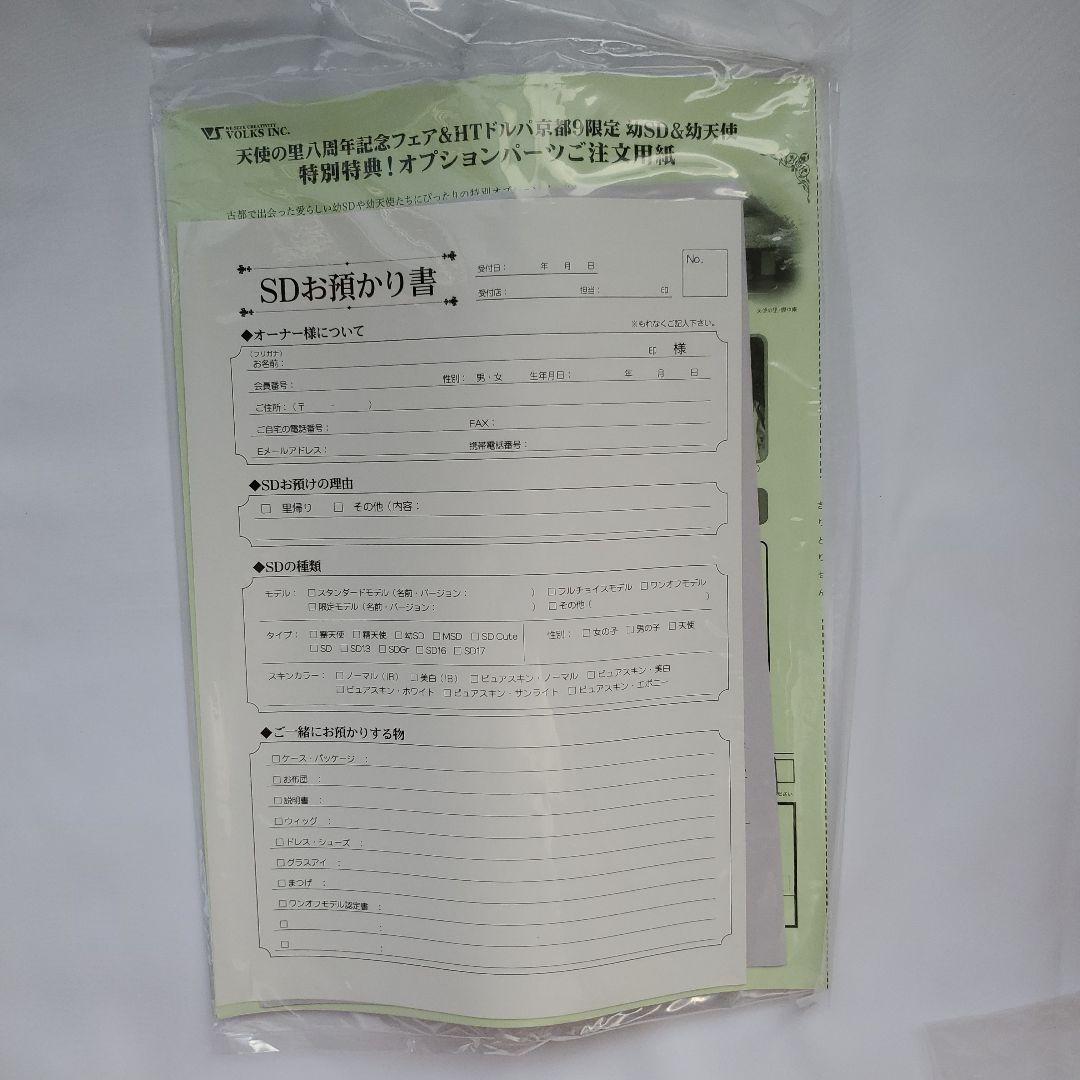 VOLKS INC.
天使の里八周年記念フェア&HTドルパ京都9限定 幼SD&幼天使
特別特典!オプションパーツご注文用紙
古都で出会った愛らしい幼SDや幼天使たちにぴったりの特別オプ
SDお預かり書
受付日: 年 月 日
受付店: 担当: 印
No.
◆オーナー様について
※もれなくご記入下さい。
(フリガナ)
お名前: 印 様
会員番号: 性別: 男・女 生年月日: 年 月 日
ご住所:(〒 - )
ご自宅の電話番号: FAX:
Eメールアドレス: 携帯電話番号:
◆SDお預けの理由
□ 里帰り □ その他(内容:
◆SDの種類
モデル: □スタンダードモデル(名前・バージョン: ) □フルチョイスモデル □ワンオフモデル
□限定モデル(名前・バージョン: ) □その他( )
タイプ: □麗天使 □精天使 □幼SD □MSD □SD Cute
□SD □SD13 □SDGr □SD16 □SD17
性別: □女の子 □男の子 □天使
スキンカラー: □ノーマル(旧) □美白(旧) □ピュアスキン・ノーマル □ピュアスキン・美白
□ピュアスキン・ホワイト □ピュアスキン・サンライト □ピュアスキン・エボニー
◆ご一緒にお預かりする物
□ケース・パッケージ :
□お布団 :
□説明書 :
□ウィッグ :
□ドレス・シューズ :
□グラスアイ :
□まつげ :
□ワンオフモデル認定書 :
□ :
□ :
きりとりせん
ださい